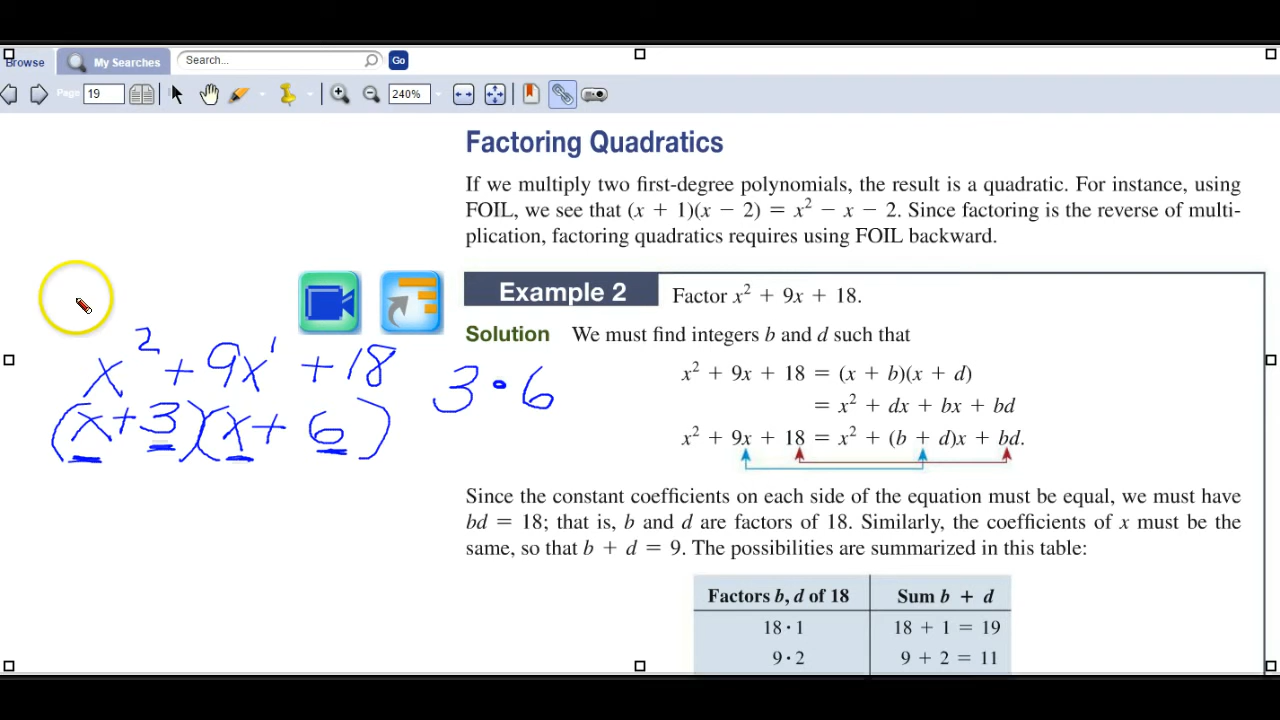 Browse My Searches Search... Go
Page 19 240%
Factoring Quadratics
If we multiply two first-degree polynomials, the result is a quadratic. For instance, using
FOIL, we see that (x + 1)(x − 2) = x² − x − 2. Since factoring is the reverse of multi-
plication, factoring quadratics requires using FOIL backward.
Example 2 Factor x² + 9x + 18.
Solution We must find integers b and d such that
x² + 9x + 18 = (x + b)(x + d)
= x² + dx + bx + bd
x² + 9x + 18 = x² + (b + d)x + bd.
Since the constant coefficients on each side of the equation must be equal, we must have
bd = 18; that is, b and d are factors of 18. Similarly, the coefficients of x must be the
same, so that b + d = 9. The possibilities are summarized in this table:
Factors b, d of 18 Sum b + d
18 · 1 18 + 1 = 19
9 · 2 9 + 2 = 11
x² + 9x¹ + 18
(x + 3)(x + 6)
3 · 6